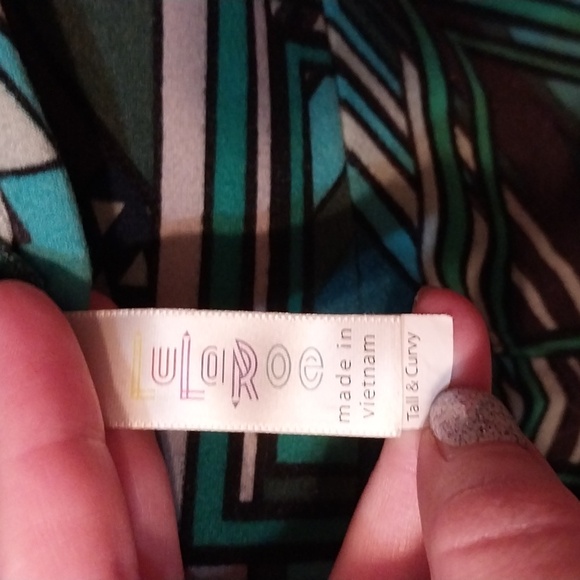 LuLaRoe
made in
vietnam
Tall & Curvy